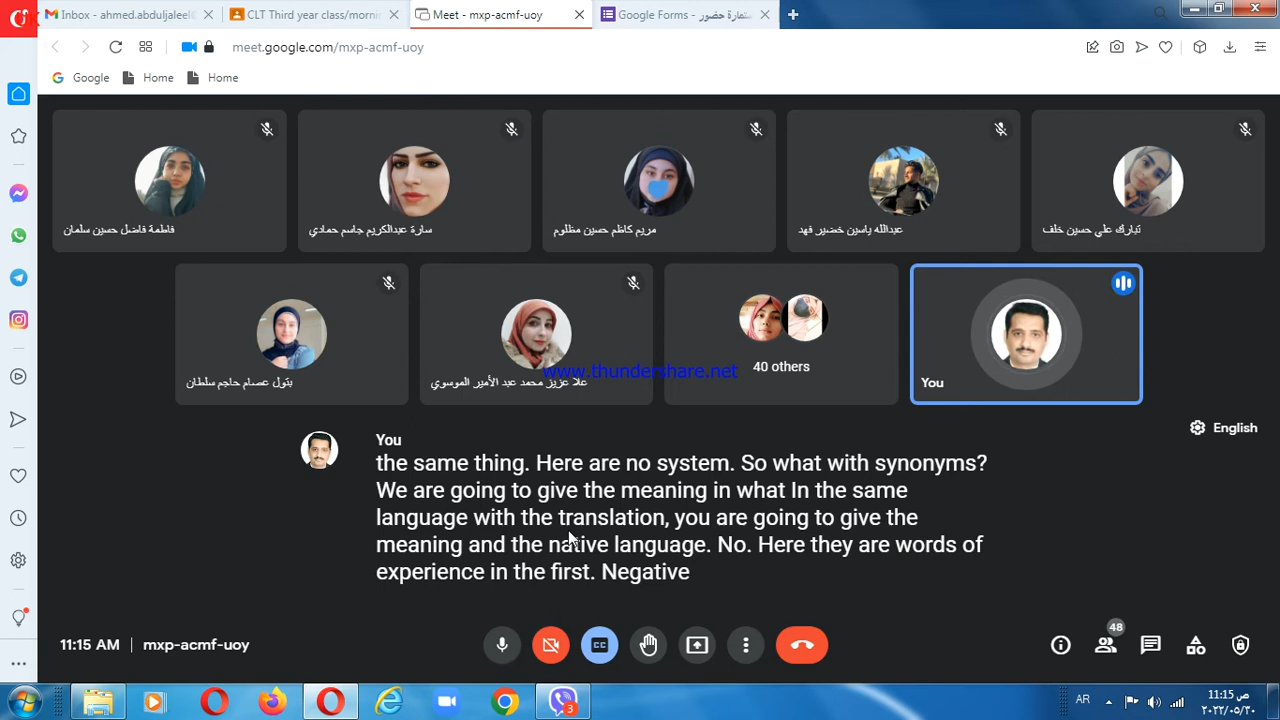 Inbox - ahmed.abduljaleel@
CLT Third year class/morni
Meet - mxp-acmf-uoy
Google Forms - استمارة حضور
meet.google.com/mxp-acmf-uoy
Google
Home
Home
فاطمة فاضل حسين سلمان
سارة عبدالكريم جاسم حمادي
مريم كاظم حسين مظلوم
عبدالله ياسين خضير فهد
تبارك علي حسين خلف
بتول عصام حاجم سلطان
علا عزيز محمد عبد الأمير الموسوي
40 others
You
www.thundershare.net
You
English
the same thing. Here are no system. So what with synonyms?
We are going to give the meaning in what In the same
language with the translation, you are going to give the
meaning and the native language. No. Here they are words of
experience in the first. Negative
11:15 AM
mxp-acmf-uoy
CC
48
3
AR
11:15 ص
٢٠٢٢/٠٥/٣٠